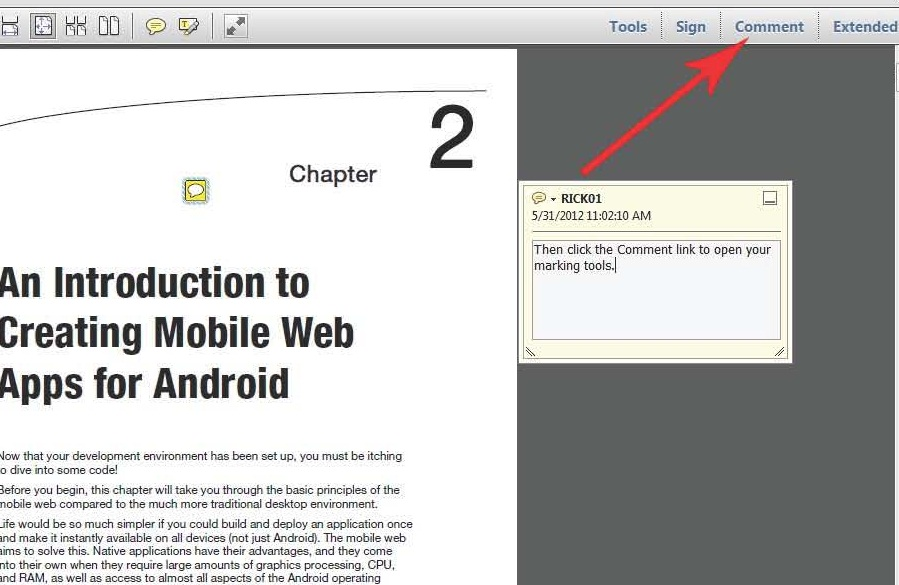 Tools
Sign
Comment
Extended
2
Chapter
RICK01
5/31/2012 11:02:10 AM
Then click the Comment link to open your
marking tools.
An Introduction to
Creating Mobile Web
Apps for Android
Now that your development environment has been set up, you must be itching
to dive into some code!
Before you begin, this chapter will take you through the basic principles of the
mobile web compared to the much more traditional desktop environment.
Life would be so much simpler if you could build and deploy an application once
and make it instantly available on all devices (not just Android). The mobile web
aims to solve this. Native applications have their advantages, and they come
into their own when they require large amounts of graphics processing, CPU,
and RAM, as well as access to almost all aspects of the Android operating